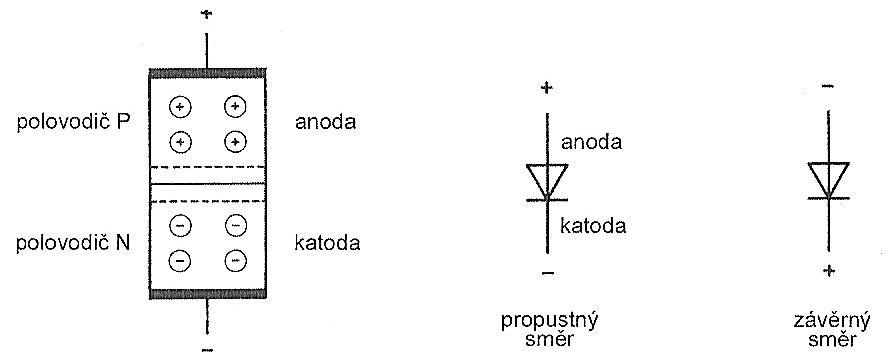 +
polovodič P
anoda
polovodič N
katoda
−
+
anoda
katoda
−
propustný
směr
−
+
závěrný
směr